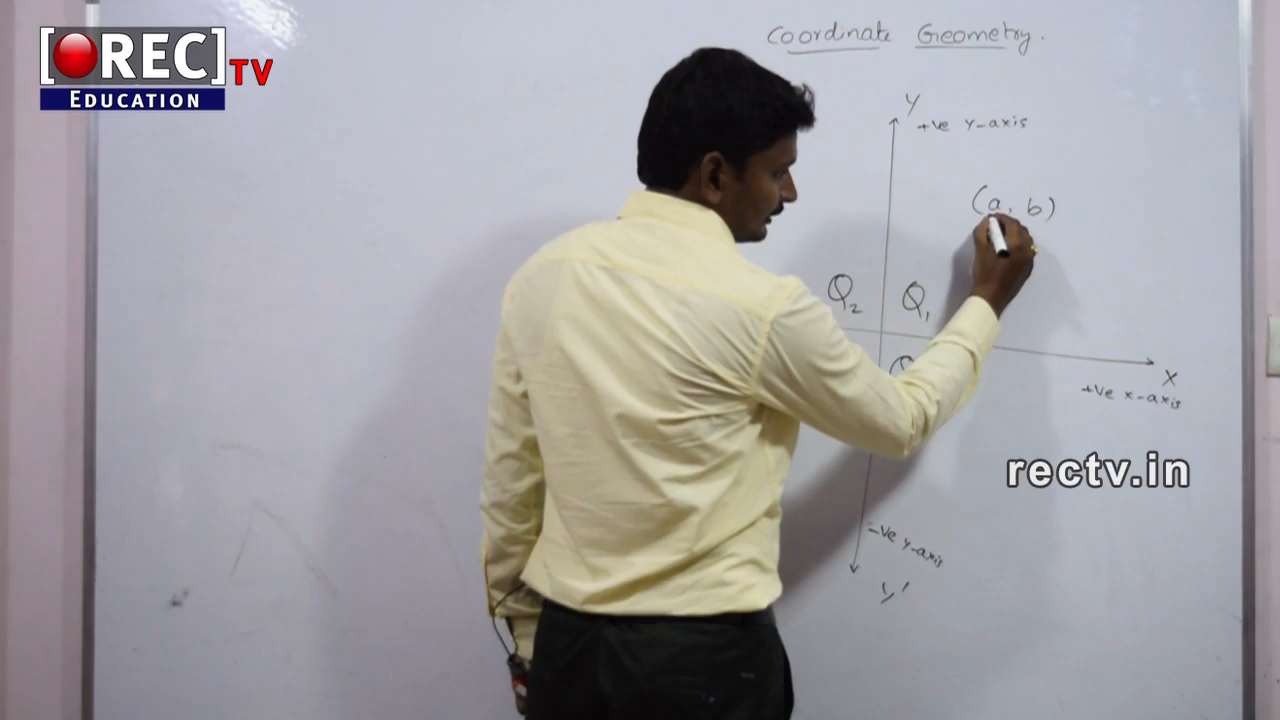 [REC] TV
EDUCATION
Coordinate Geometry.
Y
+ve Y-axis
(a, b)
Q2
Q1
X
+ve x-axis
rectv.in
-ve y-axis
y'